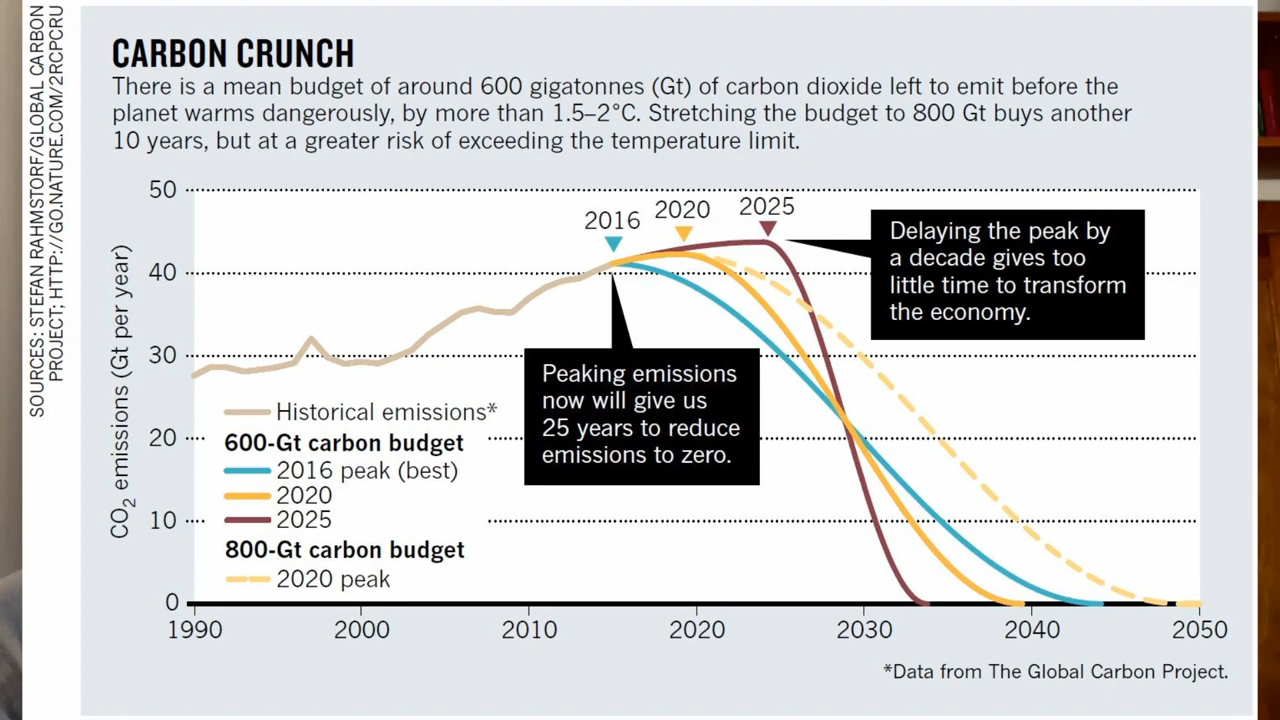 SOURCES: STEFAN RAHMSTORF/GLOBAL CARBON
PROJECT; HTTP://GO.NATURE.COM/2RCPCRU
CARBON CRUNCH
There is a mean budget of around 600 gigatonnes (Gt) of carbon dioxide left to emit before the
planet warms dangerously, by more than 1.5–2°C. Stretching the budget to 800 Gt buys another
10 years, but at a greater risk of exceeding the temperature limit.
CO2 emissions (Gt per year)
50
40
30
20
10
0
2016
2020
2025
Delaying the peak by
a decade gives too
little time to transform
the economy.
Peaking emissions
now will give us
25 years to reduce
emissions to zero.
Historical emissions*
600-Gt carbon budget
2016 peak (best)
2020
2025
800-Gt carbon budget
2020 peak
1990
2000
2010
2020
2030
2040
2050
*Data from The Global Carbon Project.